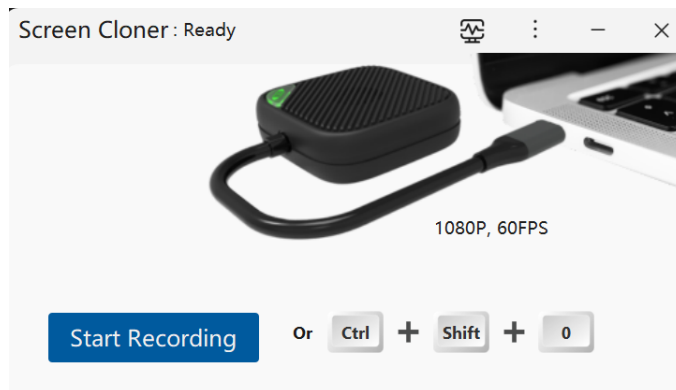 Screen Cloner : Ready
1080P, 60FPS
Start Recording Or Ctrl + Shift + 0